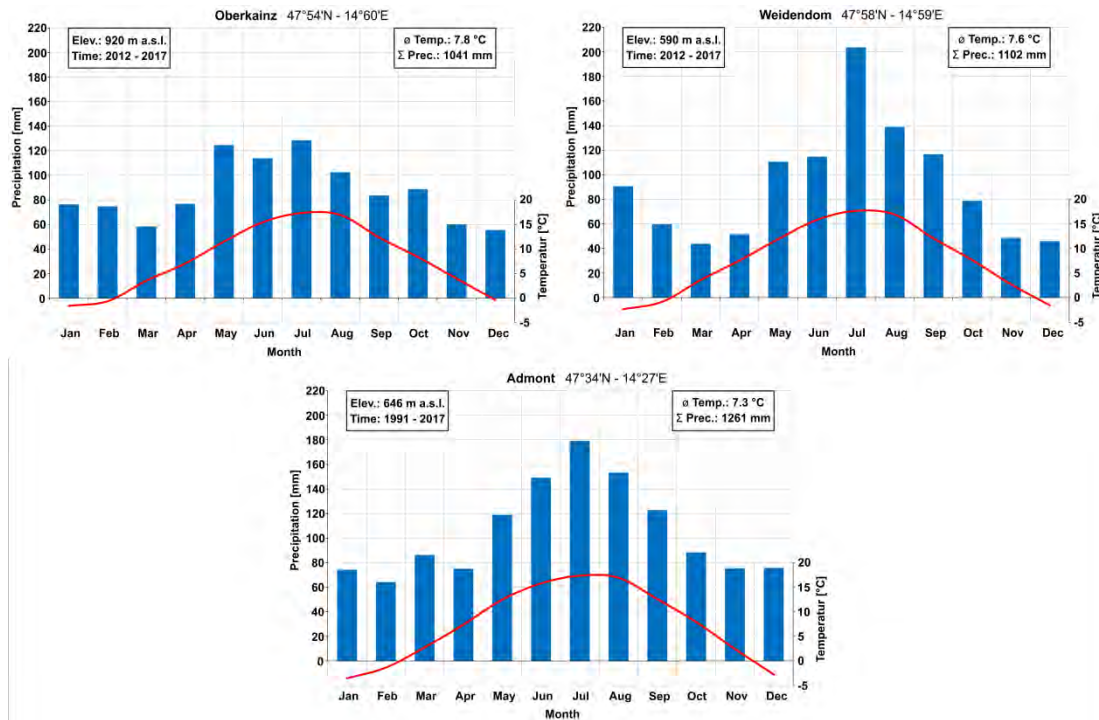 Oberkainz 47°54'N - 14°60'E
Elev.: 920 m a.s.l.
Time: 2012 - 2017
ø Temp.: 7.8 °C
Σ Prec.: 1041 mm
Precipitation [mm]
220
200
180
160
140
120
100
80
60
40
20
0
20
15
10
5
0
-5
Temperatur [°C]
Jan Feb Mar Apr May Jun Jul Aug Sep Oct Nov Dec
Month
Weidendom 47°58'N - 14°59'E
Elev.: 590 m a.s.l.
Time: 2012 - 2017
ø Temp.: 7.6 °C
Σ Prec.: 1102 mm
Precipitation [mm]
220
200
180
160
140
120
100
80
60
40
20
0
20
15
10
5
0
-5
Temperatur [°C]
Jan Feb Mar Apr May Jun Jul Aug Sep Oct Nov Dec
Month
Admont 47°34'N - 14°27'E
Elev.: 646 m a.s.l.
Time: 1991 - 2017
ø Temp.: 7.3 °C
Σ Prec.: 1261 mm
Precipitation [mm]
220
200
180
160
140
120
100
80
60
40
20
0
20
15
10
5
0
-5
Temperatur [°C]
Jan Feb Mar Apr May Jun Jul Aug Sep Oct Nov Dec
Month